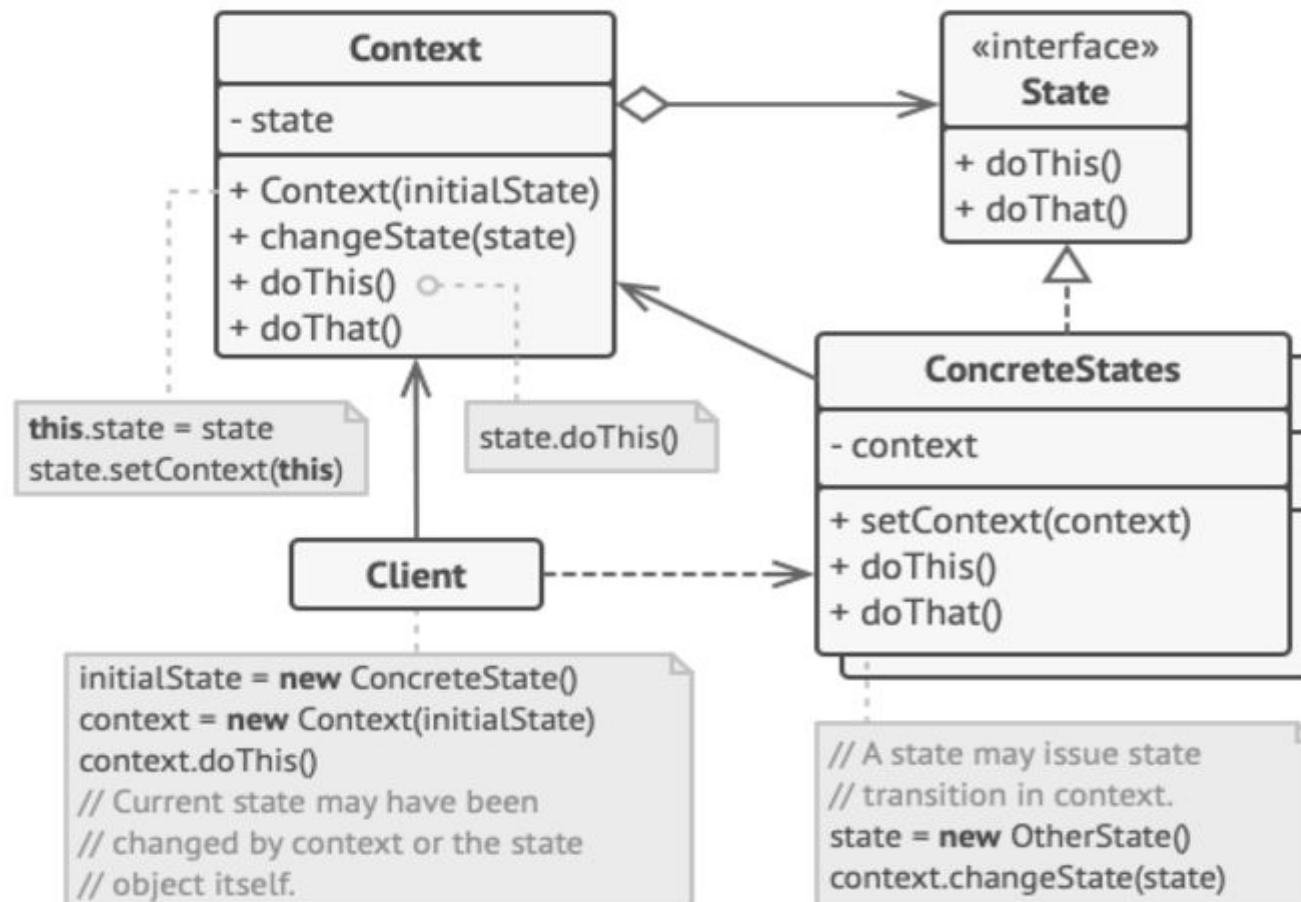 Context
- state
+ Context(initialState)
+ changeState(state)
+ doThis()
+ doThat()
«interface»
State
+ doThis()
+ doThat()
this.state = state
state.setContext(this)
state.doThis()
ConcreteStates
- context
+ setContext(context)
+ doThis()
+ doThat()
Client
initialState = new ConcreteState()
context = new Context(initialState)
context.doThis()
// Current state may have been
// changed by context or the state
// object itself.
// A state may issue state
// transition in context.
state = new OtherState()
context.changeState(state)